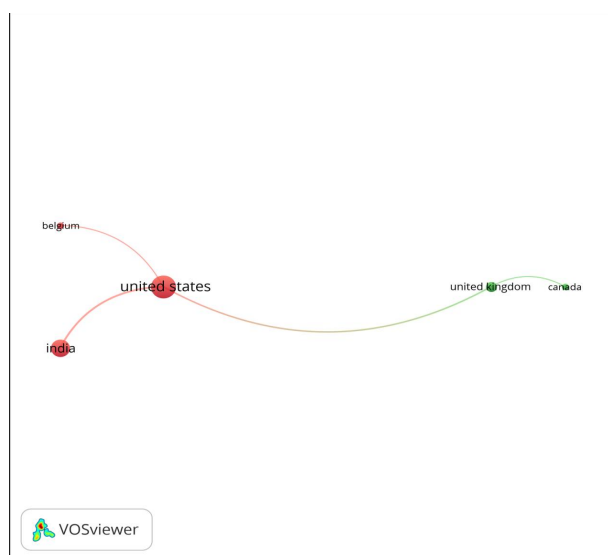 belgium
united states
united kingdom
canada
india
VOSviewer